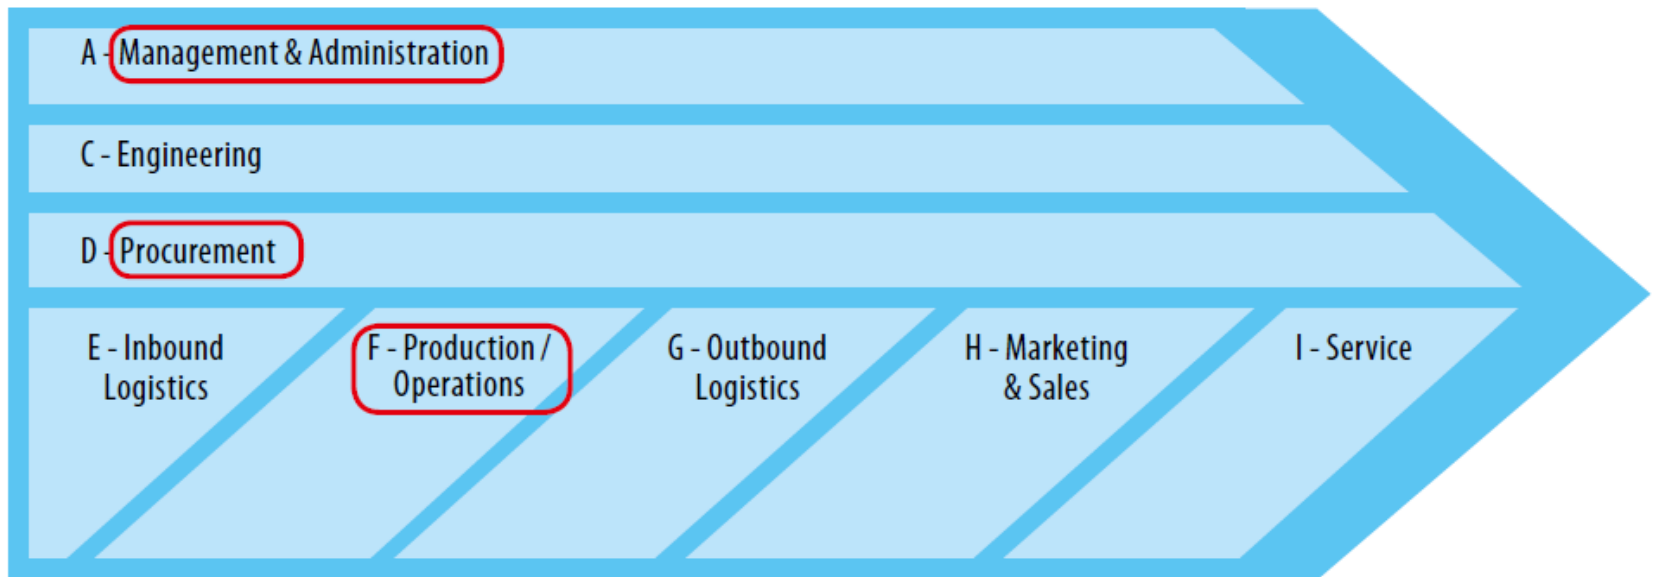 A - Management & Administration
C - Engineering
D - Procurement
E - Inbound
Logistics
F - Production /
Operations
G - Outbound
Logistics
H - Marketing
& Sales
I - Service